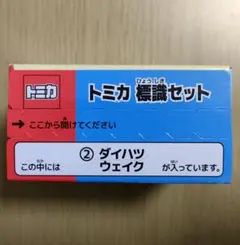 トミカ
トミカ 標識セット
ひょうしき
→ ここから開けてください
② ダイハツ
ウェイク
この中には
が入っています。